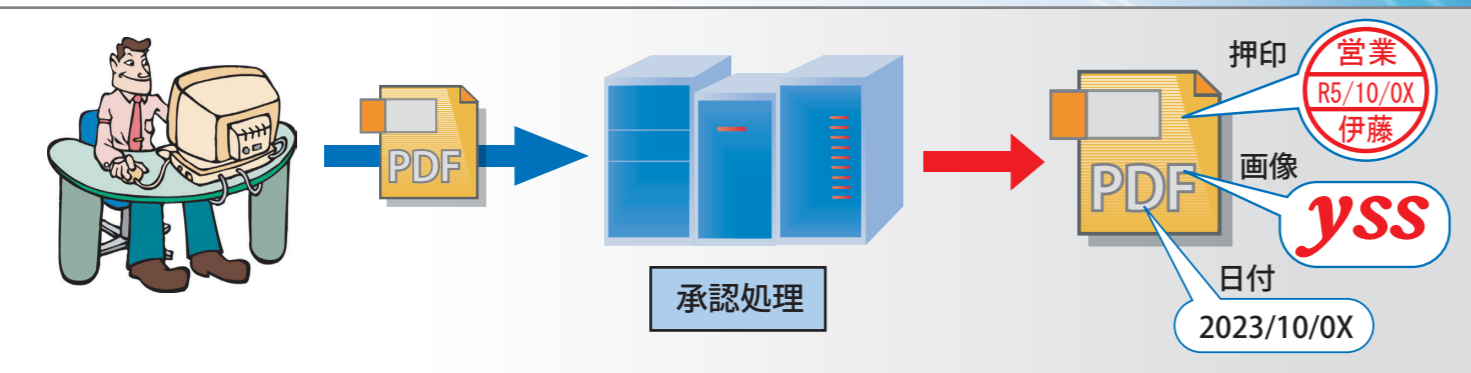 PDF
承認処理
押印
営業
R5/10/0X
伊藤
画像
yss
PDF
日付
2023/10/0X